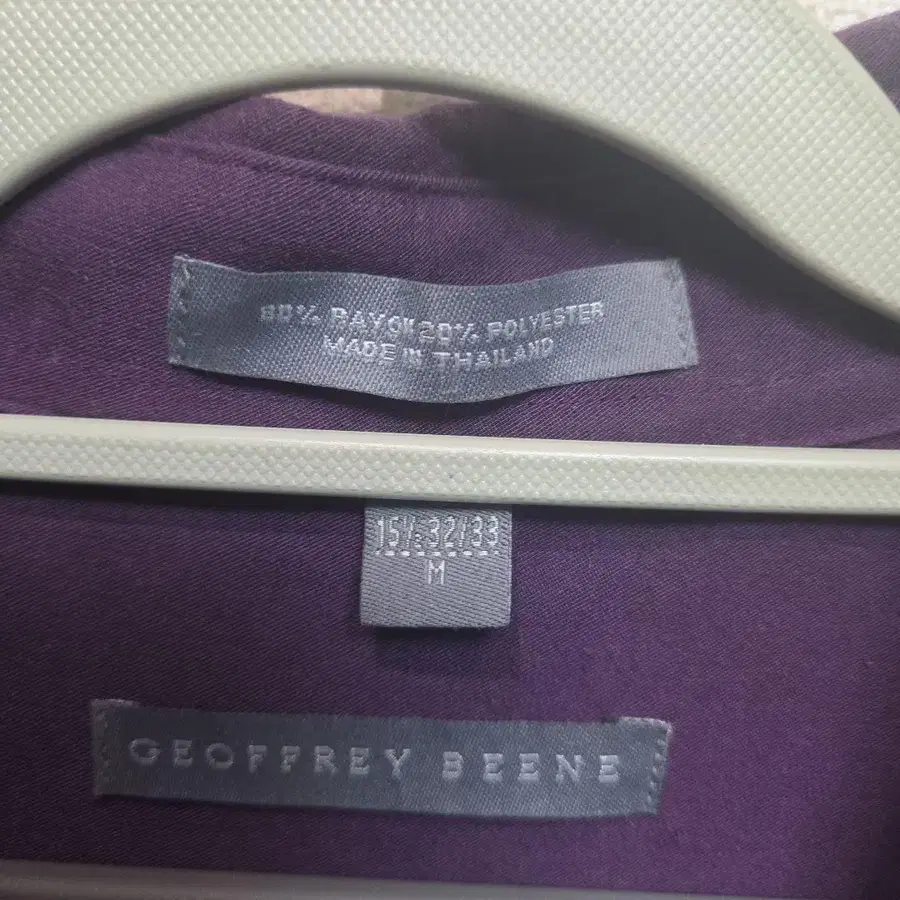 80% RAYON 20% POLYESTER
MADE IN THAILAND
15½ 32/33
M
GEOFFREY BEENE